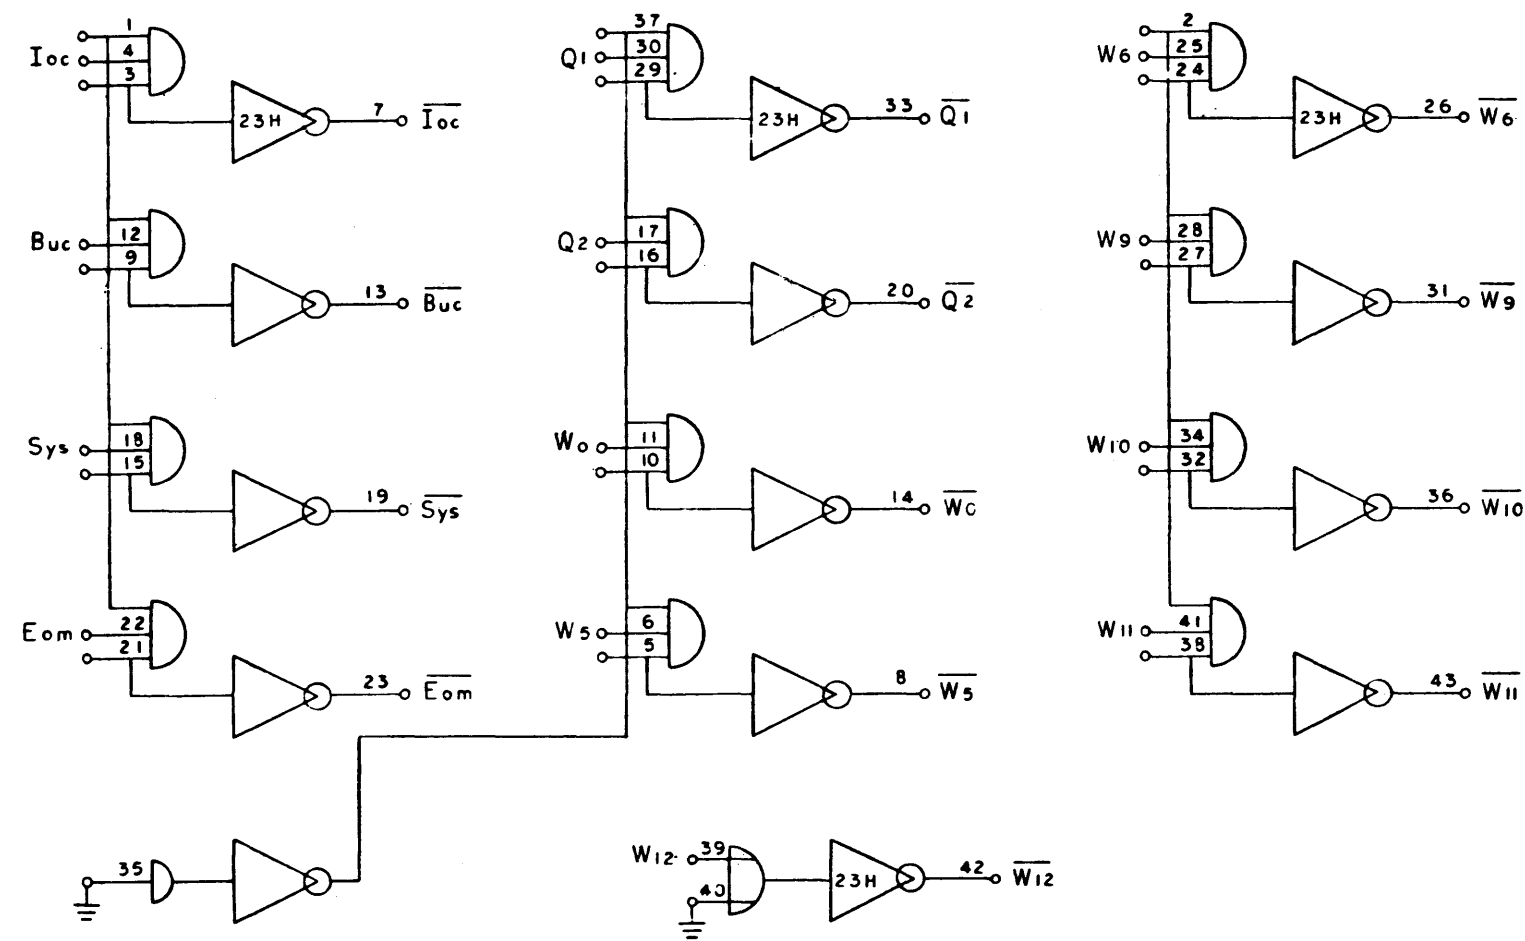 1
Ioc 4
3
23H 7 Ioc
Buc 12
9
13 Buc
Sys 18
15
19 Sys
Eom 22
21
23 Eom
35
37
Q1 30
29
23H 33 Q1
Q2 17
16
20 Q2
W0 11
10
14 WC
W5 6
5
8 W5
2
W6 25
24
23H 26 W6
W9 28
27
31 W9
W10 34
32
36 W10
W11 41
38
43 W11
W12 39
40
23H 42 W12